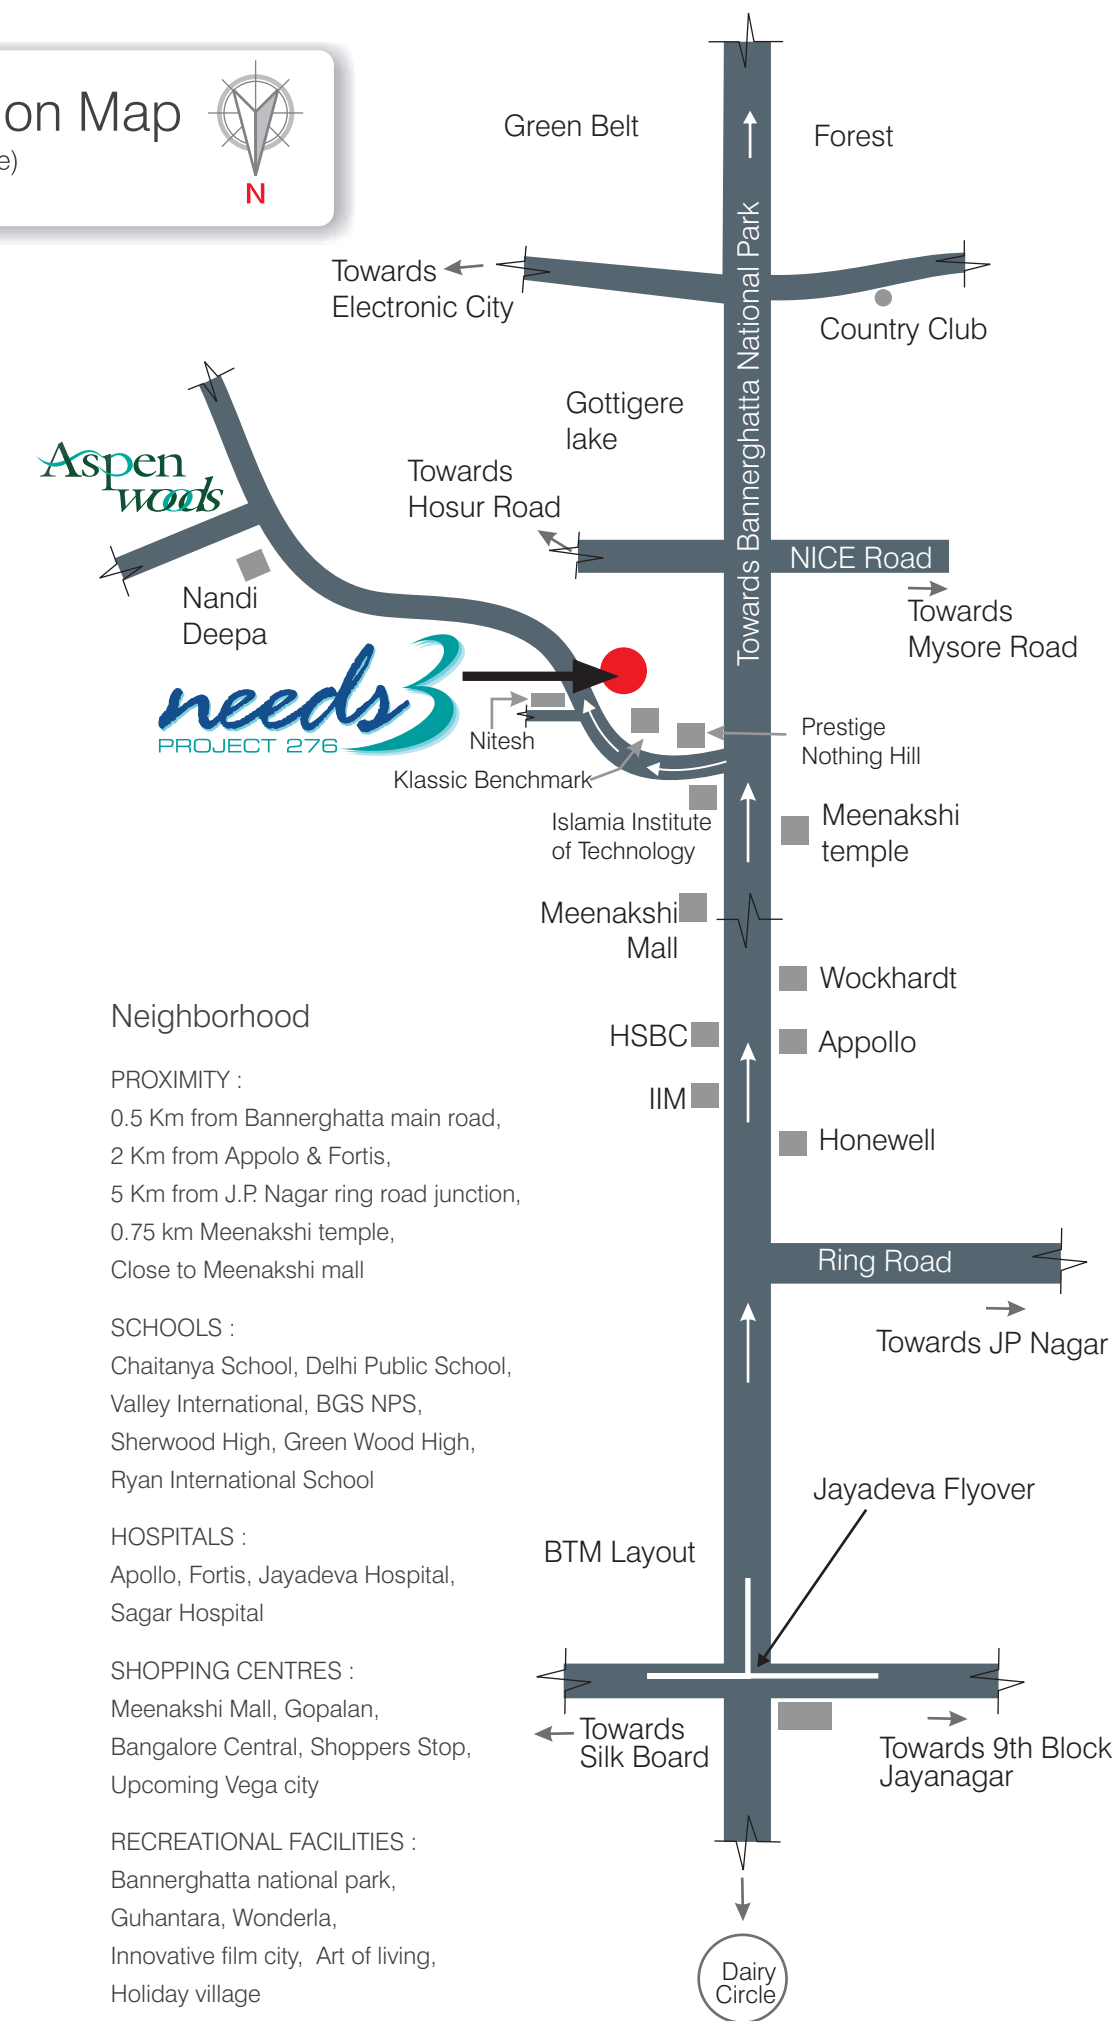 on Map
e)
N
Green Belt
Forest
Towards Bannerghatta National Park
Towards
Electronic City
Country Club
Gottigere
lake
Aspen
woods
Towards
Hosur Road
NICE Road
Towards
Mysore Road
Nandi
Deepa
needs3
PROJECT 276
Nitesh
Klassic Benchmark
Prestige
Nothing Hill
Islamia Institute
of Technology
Meenakshi
temple
Meenakshi
Mall
Wockhardt
HSBC
Appollo
IIM
Honewell
Ring Road
Towards JP Nagar
Jayadeva Flyover
BTM Layout
Towards
Silk Board
Towards 9th Block
Jayanagar
Dairy
Circle
Neighborhood
PROXIMITY :
0.5 Km from Bannerghatta main road,
2 Km from Appolo & Fortis,
5 Km from J.P. Nagar ring road junction,
0.75 km Meenakshi temple,
Close to Meenakshi mall
SCHOOLS :
Chaitanya School, Delhi Public School,
Valley International, BGS NPS,
Sherwood High, Green Wood High,
Ryan International School
HOSPITALS :
Apollo, Fortis, Jayadeva Hospital,
Sagar Hospital
SHOPPING CENTRES :
Meenakshi Mall, Gopalan,
Bangalore Central, Shoppers Stop,
Upcoming Vega city
RECREATIONAL FACILITIES :
Bannerghatta national park,
Guhantara, Wonderla,
Innovative film city, Art of living,
Holiday village